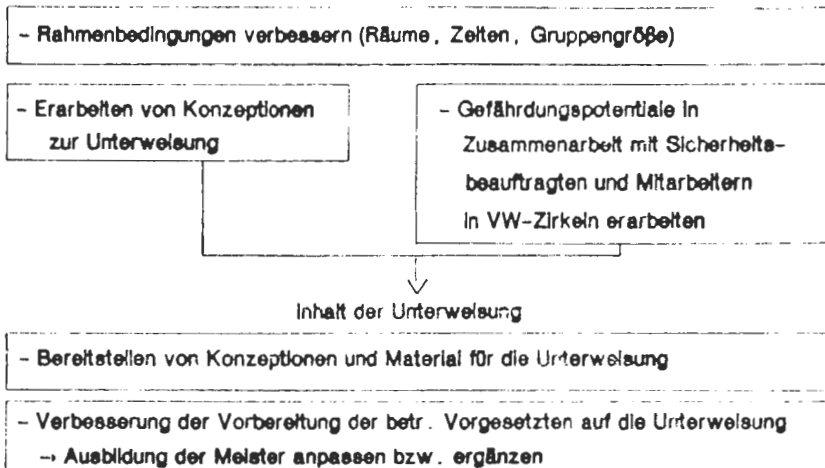 - Rahmenbedingungen verbessern (Räume, Zeiten, Gruppengröße)
- Erarbeiten von Konzeptionen
zur Unterweisung
- Gefährdungspotentiale in
Zusammenarbeit mit Sicherheits-
beauftragten und Mitarbeitern
in VW-Zirkeln erarbeiten
Inhalt der Unterweisung
- Bereitstellen von Konzeptionen und Material für die Unterweisung
- Verbesserung der Vorbereitung der betr. Vorgesetzten auf die Unterweisung
→ Ausbildung der Meister anpassen bzw. ergänzen